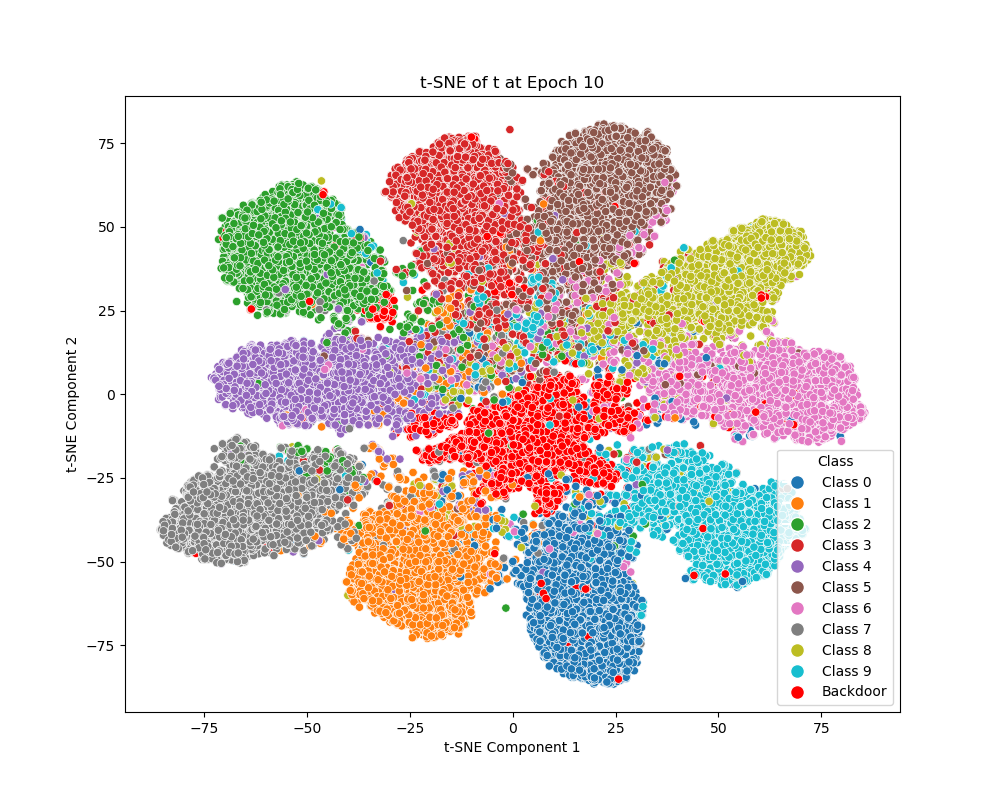 t-SNE of t at Epoch 10
t-SNE Component 2
75
50
25
0
−25
−50
−75
−75
−50
−25
0
25
50
75
t-SNE Component 1
Class
Class 0
Class 1
Class 2
Class 3
Class 4
Class 5
Class 6
Class 7
Class 8
Class 9
Backdoor